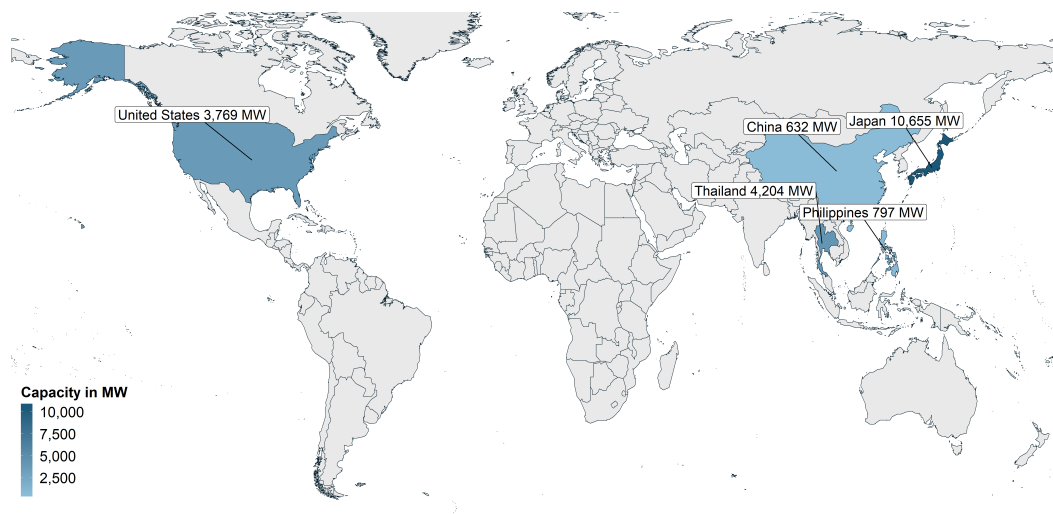 United States 3,769 MW
China 632 MW
Japan 10,655 MW
Thailand 4,204 MW
Philippines 797 MW
Capacity in MW
10,000
7,500
5,000
2,500